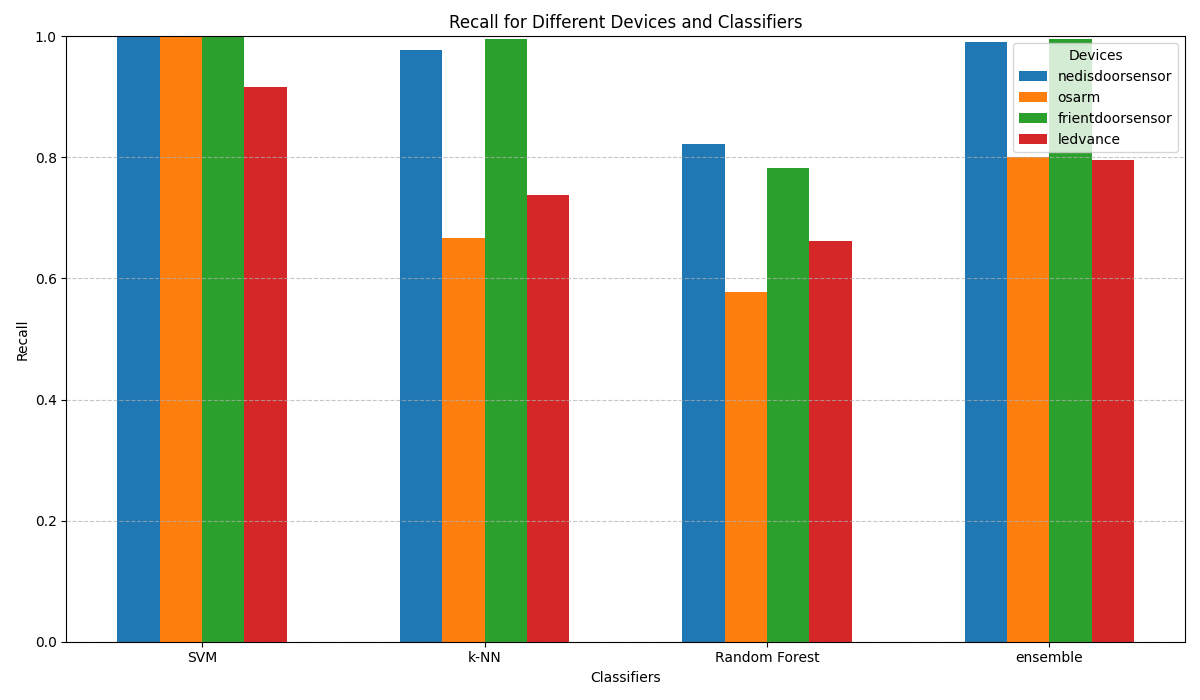 Recall for Different Devices and Classifiers
1.0
0.8
0.6
0.4
0.2
0.0
Recall
Devices
nedisdoorsensor
osarm
frientdoorsensor
ledvance
SVM
k-NN
Random Forest
ensemble
Classifiers